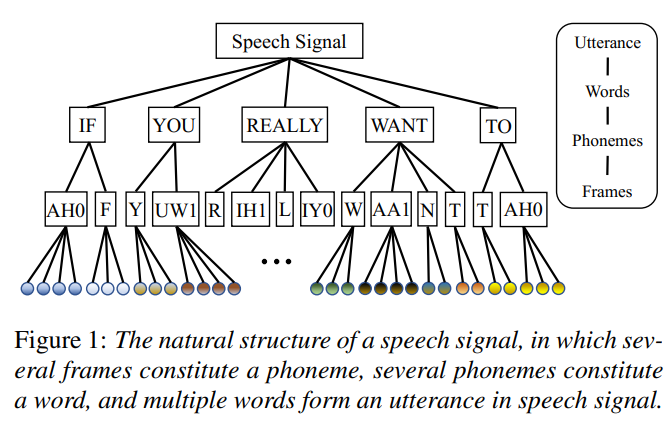 Speech Signal
Utterance
Words
Phonemes
Frames
IF YOU REALLY WANT TO
AH0 F Y UW1 R IH1 L IY0 W AA1 N T T AH0
...
Figure 1: The natural structure of a speech signal, in which sev-
eral frames constitute a phoneme, several phonemes constitute
a word, and multiple words form an utterance in speech signal.